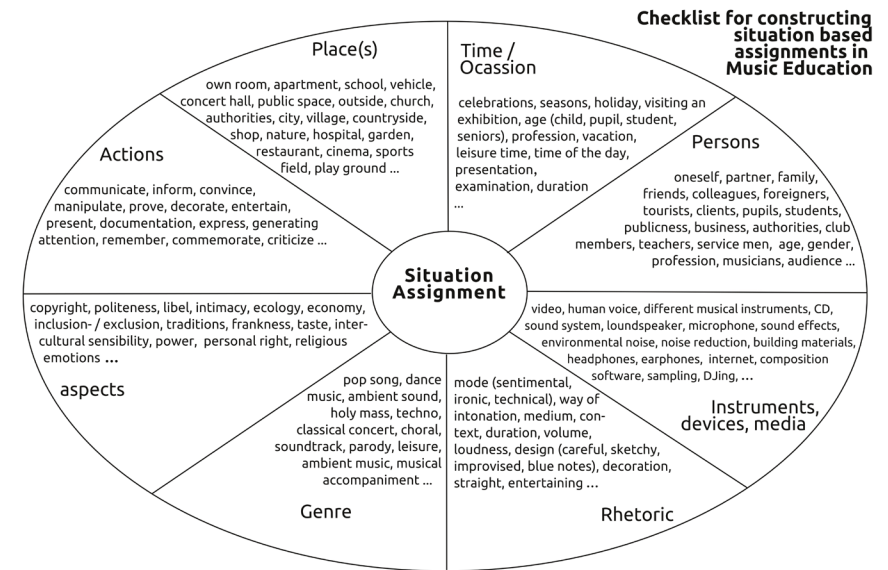 Checklist for constructing
situation based
assignments in
Music Education
Place(s)
own room, apartment, school, vehicle,
concert hall, public space, outside, church,
authorities, city, village, countryside,
shop, nature, hospital, garden,
restaurant, cinema, sports
field, play ground ...
Time /
Ocassion
celebrations, seasons, holiday, visiting an
exhibition, age (child, pupil, student,
seniors), profession, vacation,
leisure time, time of the day,
presentation,
examination, duration
...
Persons
oneself, partner, family,
friends, colleagues, foreigners,
tourists, clients, pupils, students,
publicness, business, authorities, club
members, teachers, service men, age, gender,
profession, musicians, audience ...
Actions
communicate, inform, convince,
manipulate, prove, decorate, entertain,
present, documentation, express, generating
attention, remember, commemorate, criticize ...
Situation
Assignment
copyright, politeness, libel, intimacy, ecology, economy,
inclusion- / exclusion, traditions, frankness, taste, inter-
cultural sensibility, power, personal right, religious
emotions ...
aspects
video, human voice, different musical instruments, CD,
sound system, loundspeaker, microphone, sound effects,
environmental noise, noise reduction, building materials,
headphones, earphones, internet, composition
software, sampling, DJing, ...
Instruments,
devices, media
pop song, dance
music, ambient sound,
holy mass, techno,
classical concert, choral,
soundtrack, parody, leisure,
ambient music, musical
accompaniment ...
Genre
mode (sentimental,
ironic, technical), way of
intonation, medium, con-
text, duration, volume,
loudness, design (careful, sketchy,
improvised, blue notes), decoration,
straight, entertaining ...
Rhetoric